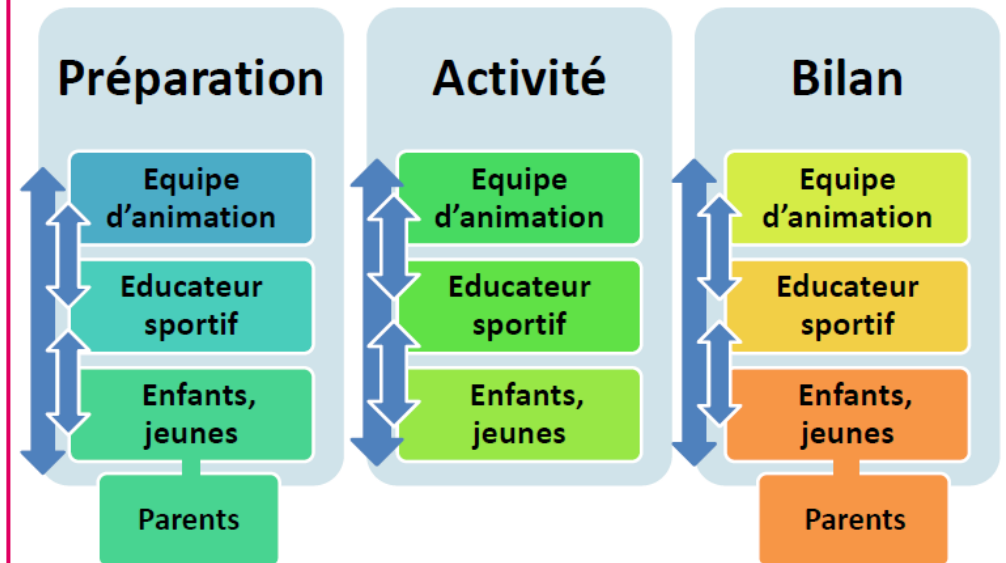 Préparation
Equipe
d'animation
Educateur
sportif
Enfants,
jeunes
Parents
Activité
Equipe
d'animation
Educateur
sportif
Enfants,
jeunes
Bilan
Equipe
d'animation
Educateur
sportif
Enfants,
jeunes
Parents